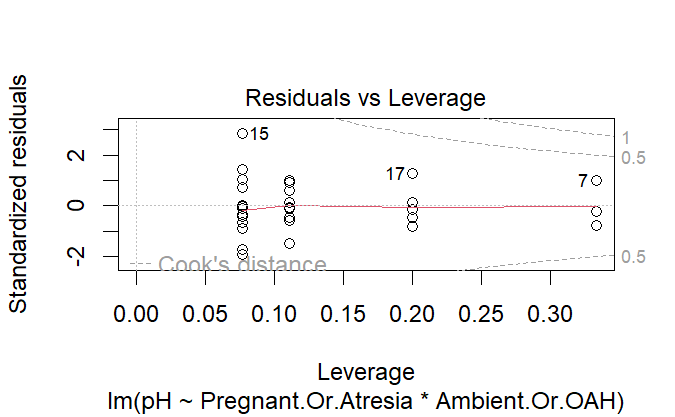 Residuals vs Leverage
Standardized residuals
2
0
-2
15
17
7
1
0.5
0.5
Cook's distance
0.00 0.05 0.10 0.15 0.20 0.25 0.30
Leverage
lm(pH ~ Pregnant.Or.Atresia * Ambient.Or.OAH)